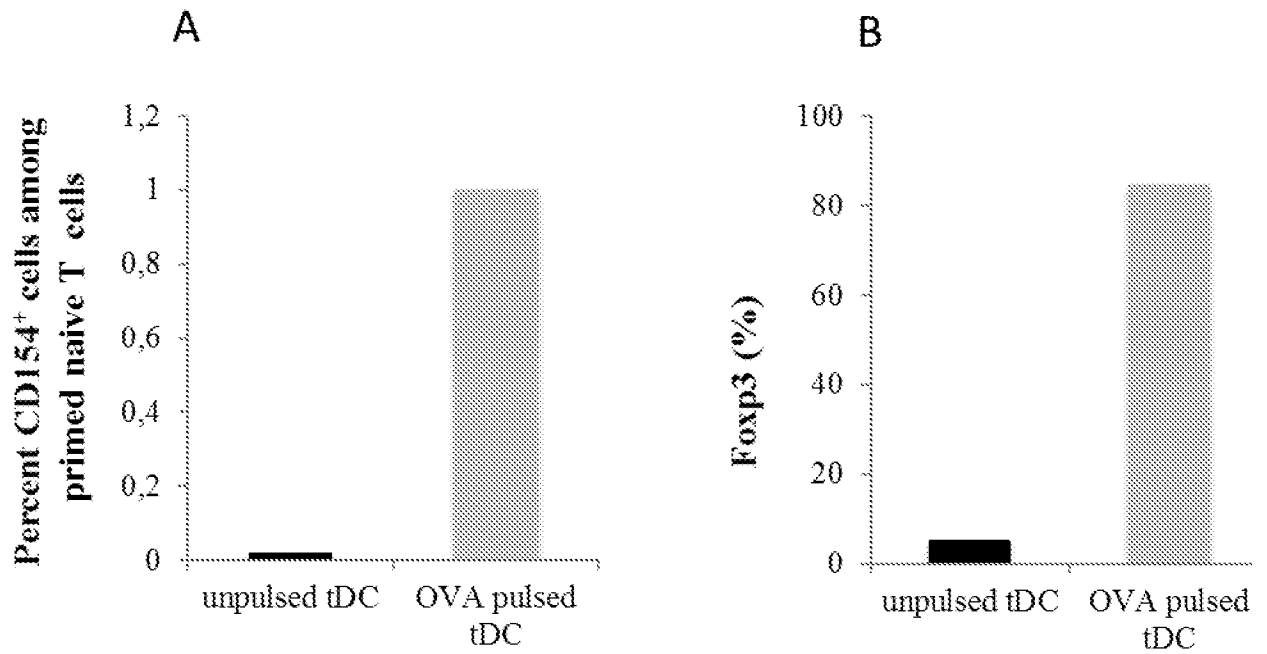 A
Percent CD154⁺ cells among
primed naive T cells
1,2
1
0,8
0,6
0,4
0,2
0
unpulsed tDC
OVA pulsed
tDC
B
Foxp3 (%)
100
80
60
40
20
0
unpulsed tDC
OVA pulsed
tDC